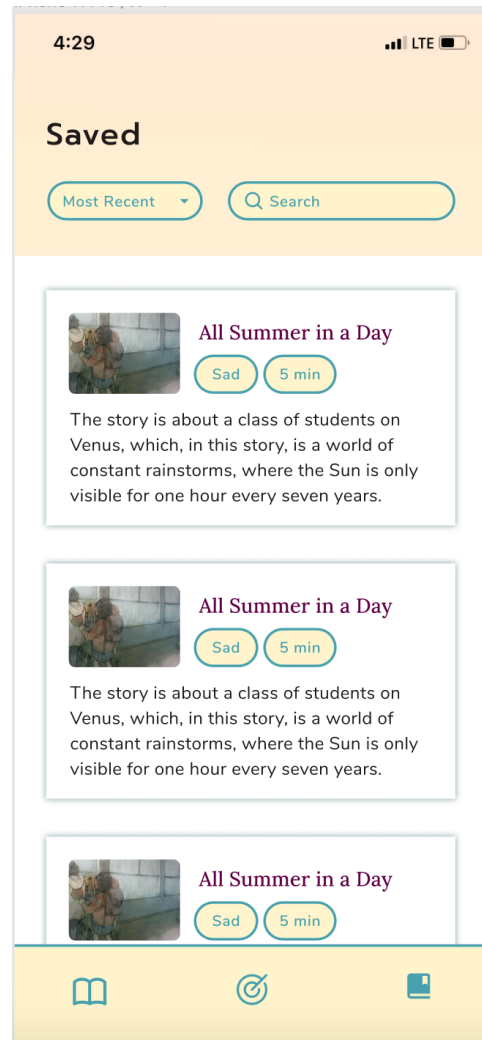 4:29 LTE
Saved
Most Recent Search
All Summer in a Day
Sad 5 min
The story is about a class of students on
Venus, which, in this story, is a world of
constant rainstorms, where the Sun is only
visible for one hour every seven years.
All Summer in a Day
Sad 5 min
The story is about a class of students on
Venus, which, in this story, is a world of
constant rainstorms, where the Sun is only
visible for one hour every seven years.
All Summer in a Day
Sad 5 min